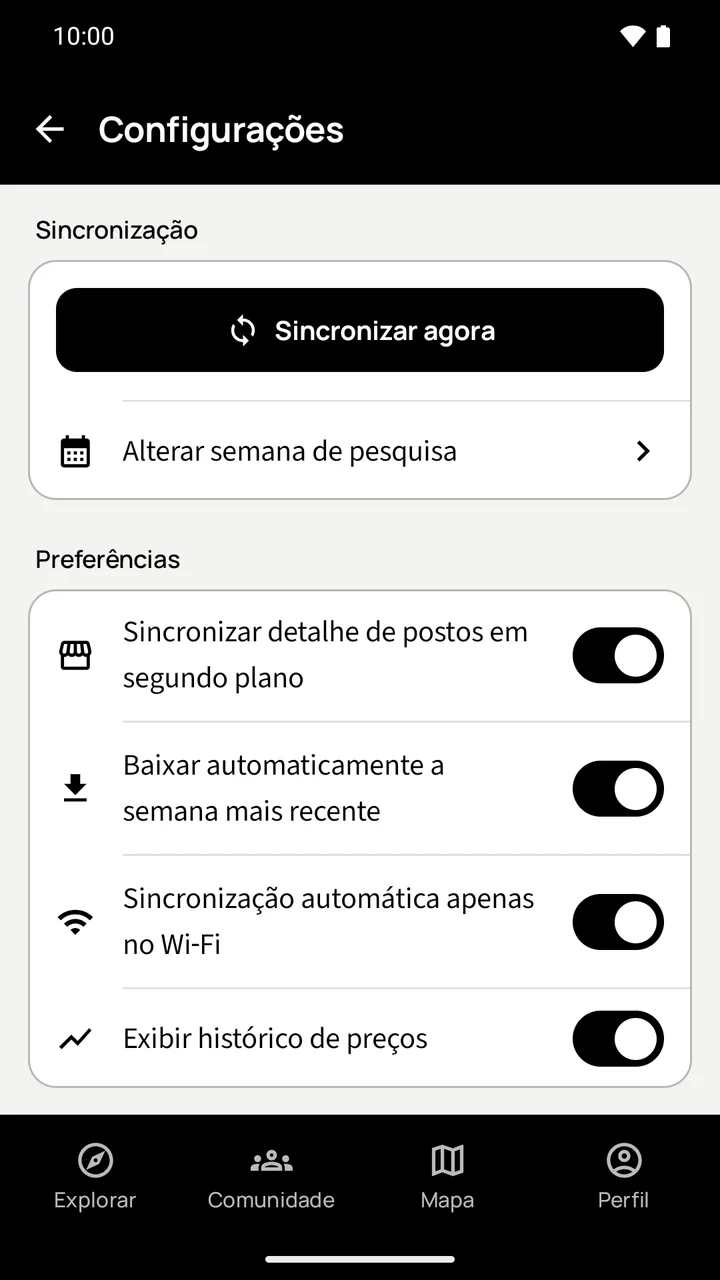 10:00
Configurações
Sincronização
Sincronizar agora
Alterar semana de pesquisa
Preferências
Sincronizar detalhe de postos em
segundo plano
Baixar automaticamente a
semana mais recente
Sincronização automática apenas
no Wi-Fi
Exibir histórico de preços
Explorar
Comunidade
Mapa
Perfil